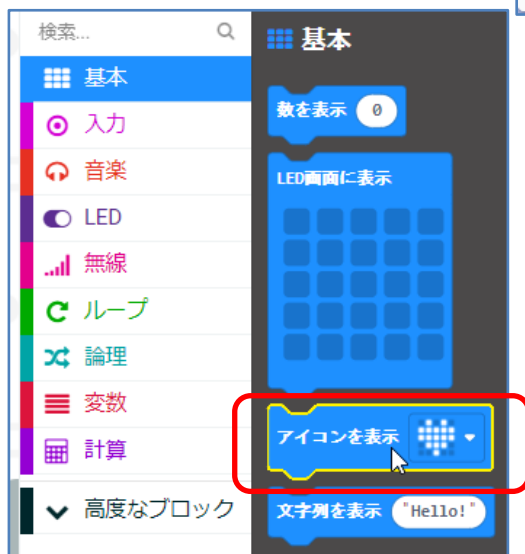 検索...
基本
入力
音楽
LED
無線
ループ
論理
変数
計算
高度なブロック
基本
数を表示 0
LED画面に表示
アイコンを表示
文字列を表示 "Hello!"